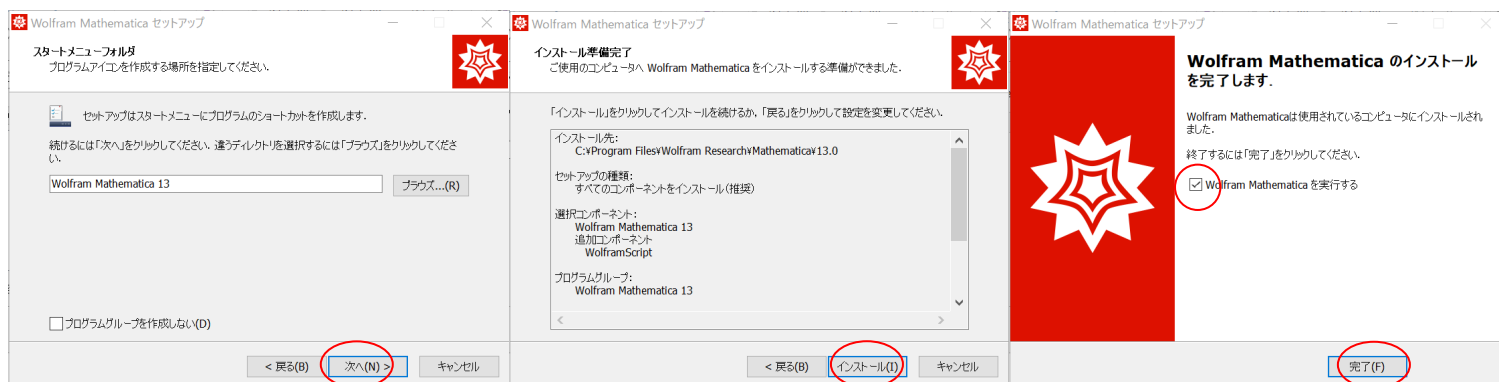 Wolfram Mathematica セットアップ
スタートメニューフォルダ
プログラムアイコンを作成する場所を指定してください.
セットアップはスタートメニューにプログラムのショートカットを作成します.
続けるには「次へ」をクリックしてください. 違うディレクトリを選択するには「ブラウズ」をクリックしてくださ
い.
Wolfram Mathematica 13
ブラウズ...(R)
プログラムグループを作成しない(D)
< 戻る(B)
次へ(N) >
キャンセル
Wolfram Mathematica セットアップ
インストール準備完了
ご使用のコンピュータへ Wolfram Mathematica をインストールする準備ができました.
「インストール」をクリックしてインストールを続けるか、「戻る」をクリックして設定を変更してください.
インストール先:
C:¥Program Files¥Wolfram Research¥Mathematica¥13.0
セットアップの種類:
すべてのコンポーネントをインストール(推奨)
選択コンポーネント:
Wolfram Mathematica 13
追加コンポーネント
WolframScript
プログラムグループ:
Wolfram Mathematica 13
< 戻る(B)
インストール(I)
キャンセル
Wolfram Mathematica セットアップ
Wolfram Mathematica のインストール
を完了します.
Wolfram Mathematicaは使用されているコンピュータにインストールされ
ました.
終了するには「完了」をクリックしてください.
Wolfram Mathematica を実行する
完了(F)